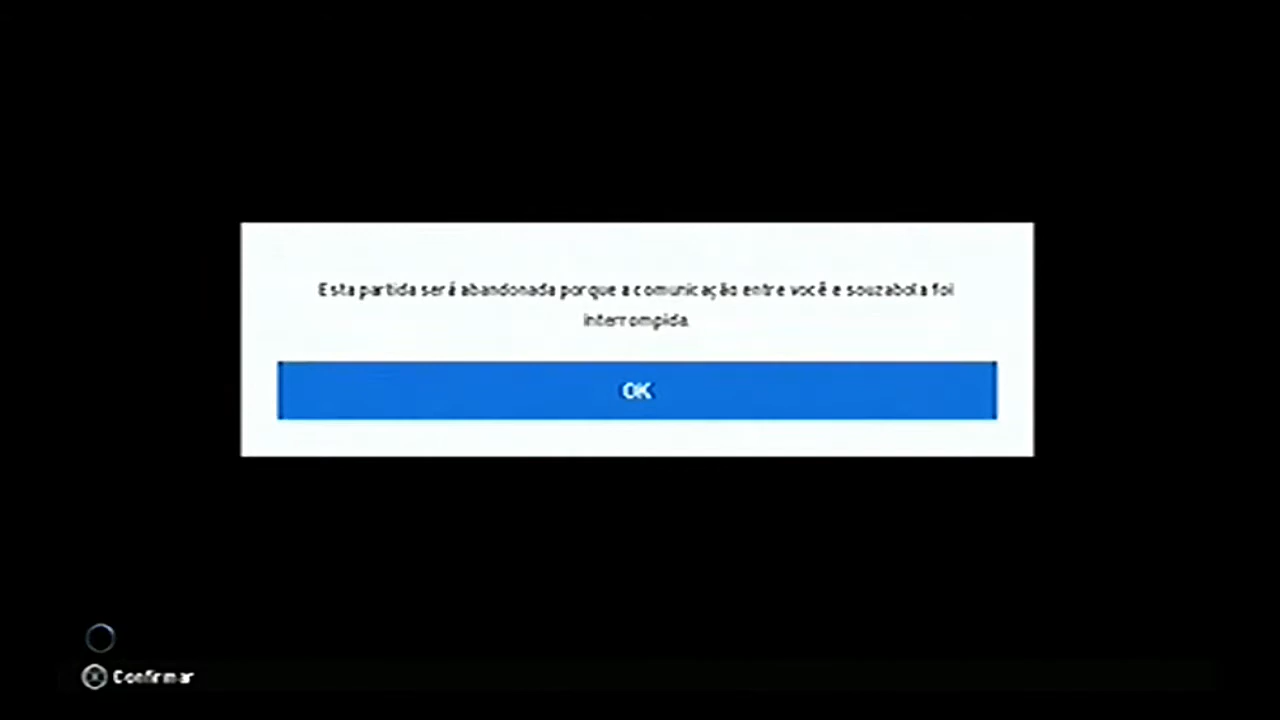 Esta partida será abandonada porque a comunicação entre você e souzabola foi
interrompida.
OK
Confirmar